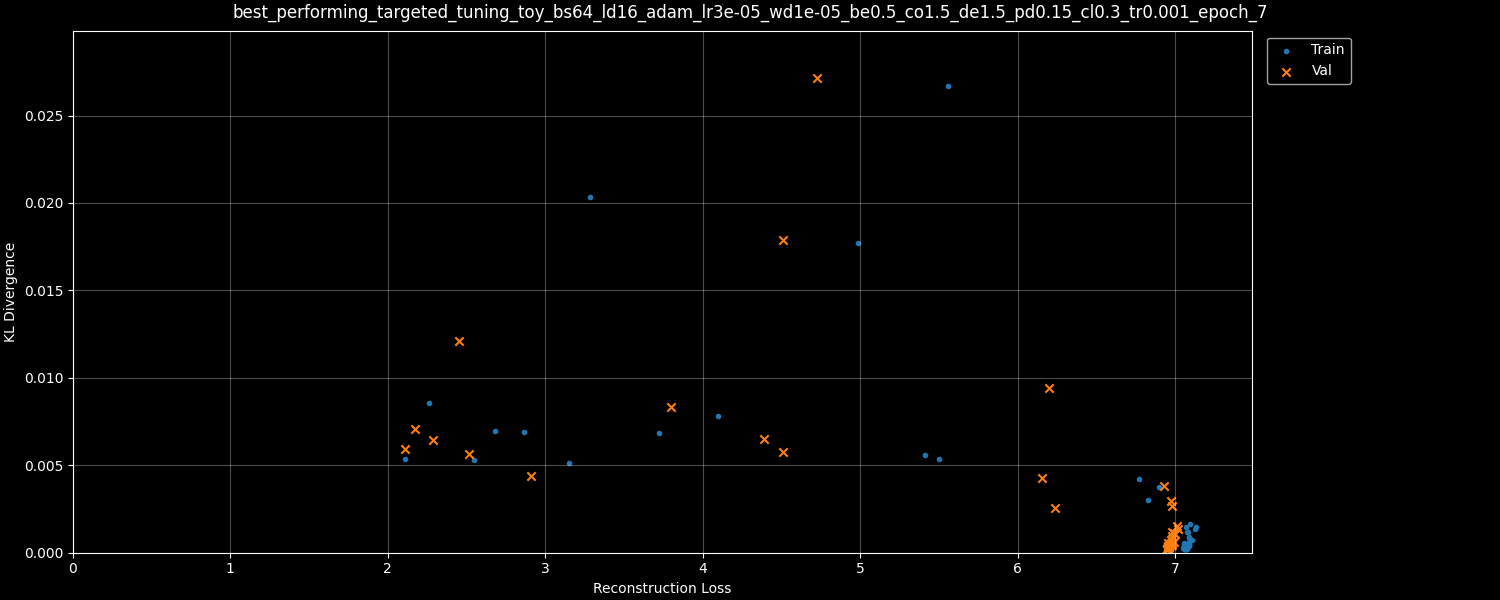 best_performing_targeted_tuning_toy_bs64_ld16_adam_lr3e-05_wd1e-05_be0.5_co1.5_de1.5_pd0.15_cl0.3_tr0.001_epoch_7
Train
Val
KL Divergence
0.025
0.020
0.015
0.010
0.005
0.000
0 1 2 3 4 5 6 7
Reconstruction Loss